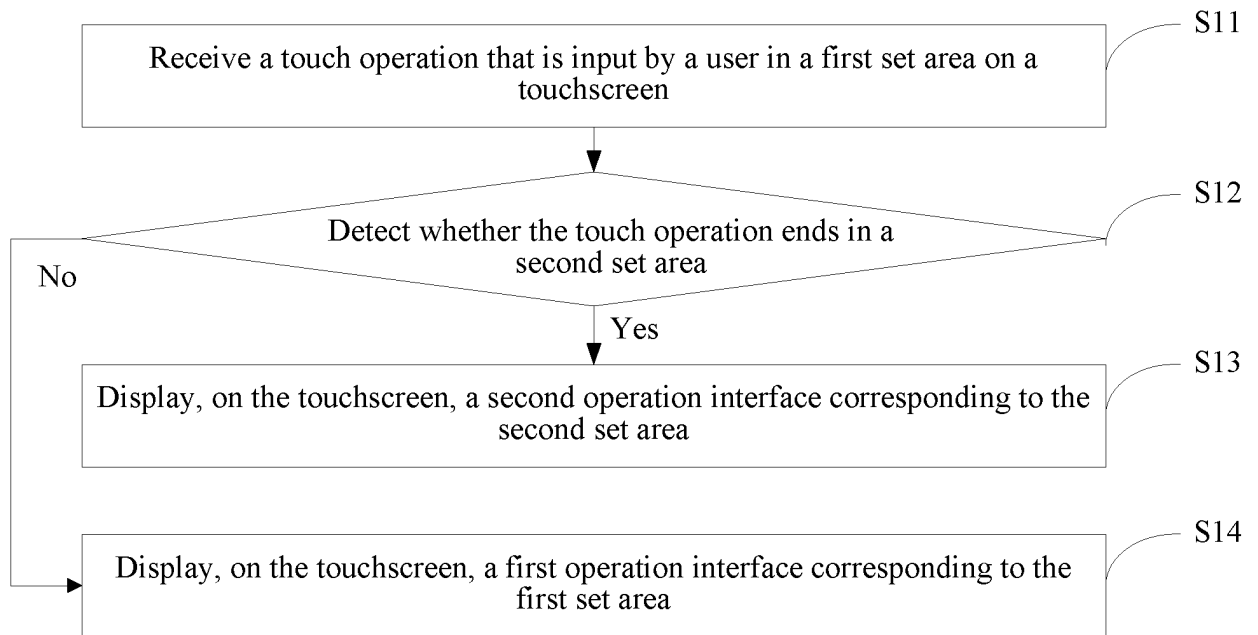 S11
Receive a touch operation that is input by a user in a first set area on a
touchscreen
S12
Detect whether the touch operation ends in a
second set area
No
Yes
S13
Display, on the touchscreen, a second operation interface corresponding to the
second set area
S14
Display, on the touchscreen, a first operation interface corresponding to the
first set area